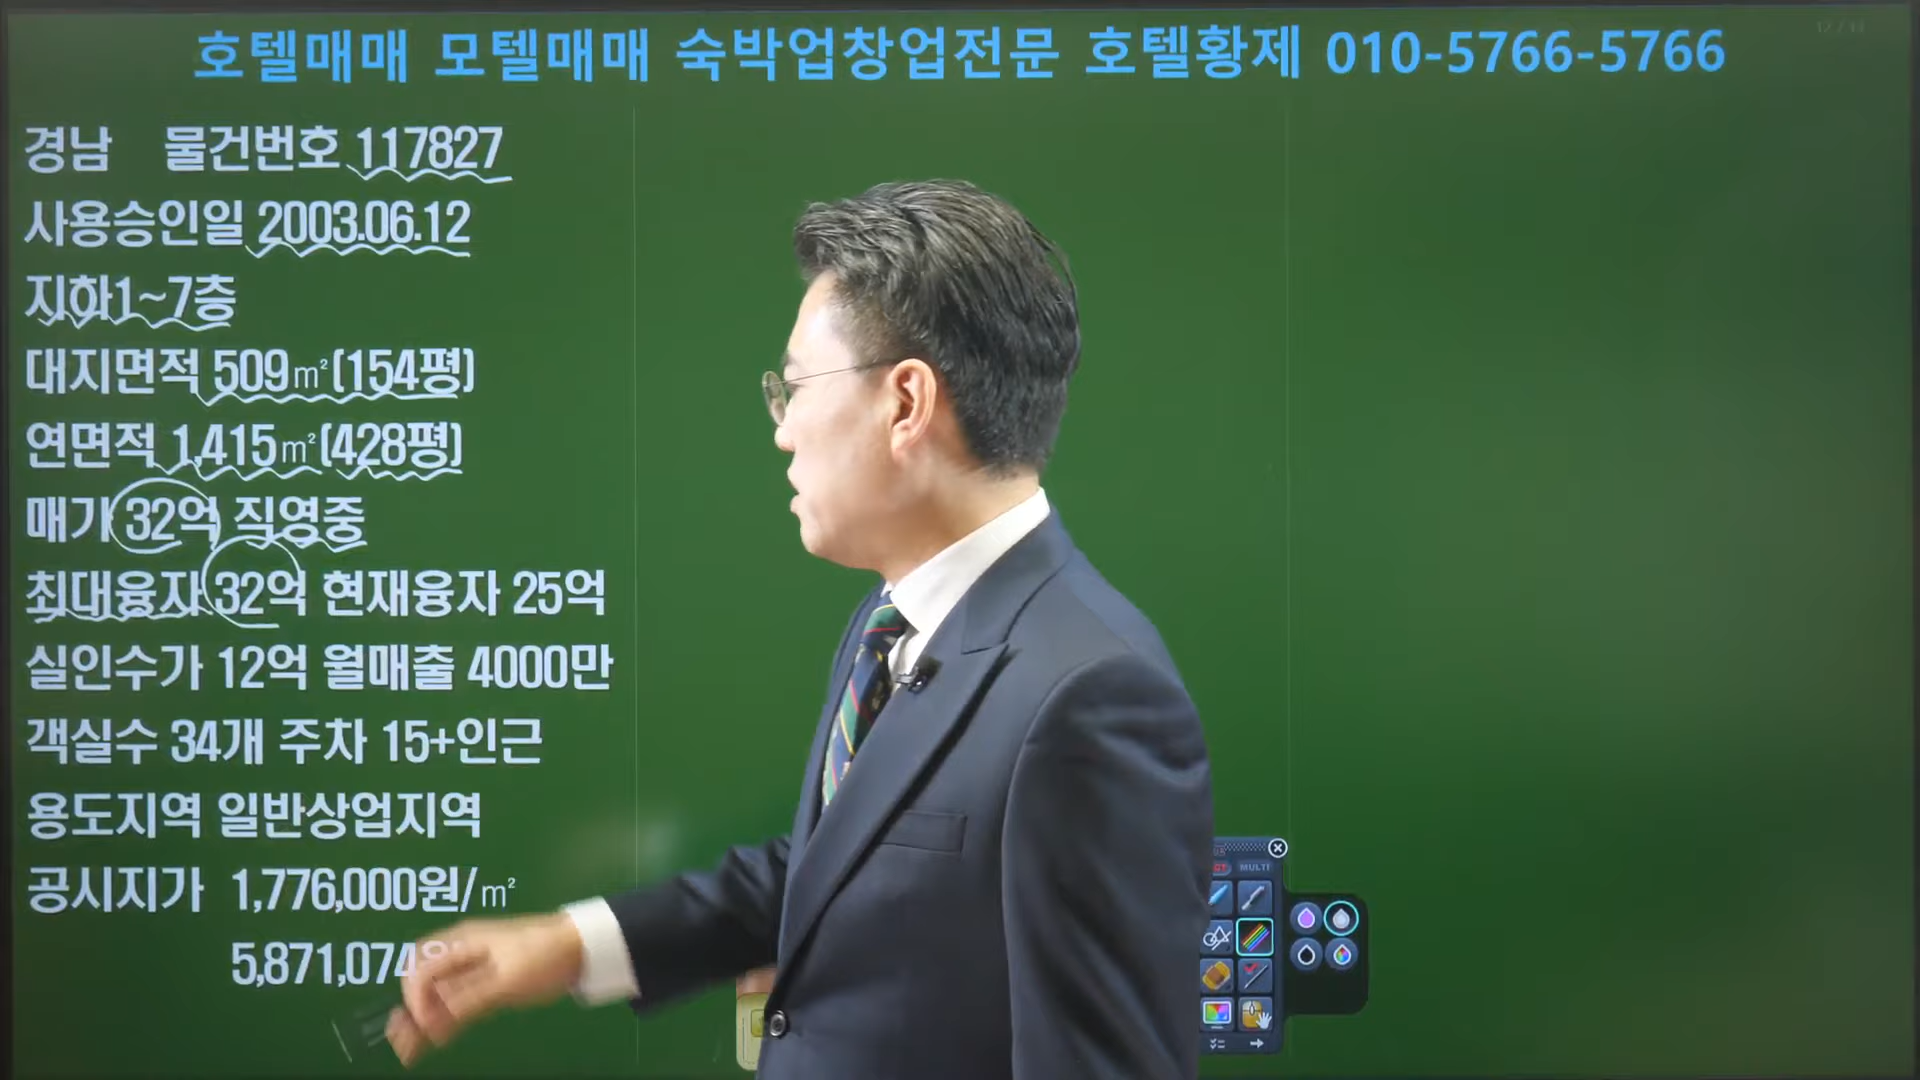 호텔매매 모텔매매 숙박업창업전문 호텔황제 010-5766-5766
경남 물건번호 117827
사용승인일 2003.06.12
지하1~7층
대지면적 509㎡(154평)
연면적 1,415㎡(428평)
매가 32억 직영중
최대융자 32억 현재융자 25억
실인수가 12억 월매출 4000만
객실수 34개 주차 15+인근
용도지역 일반상업지역
공시지가 1,776,000원/㎡
5,871,074
MULTI